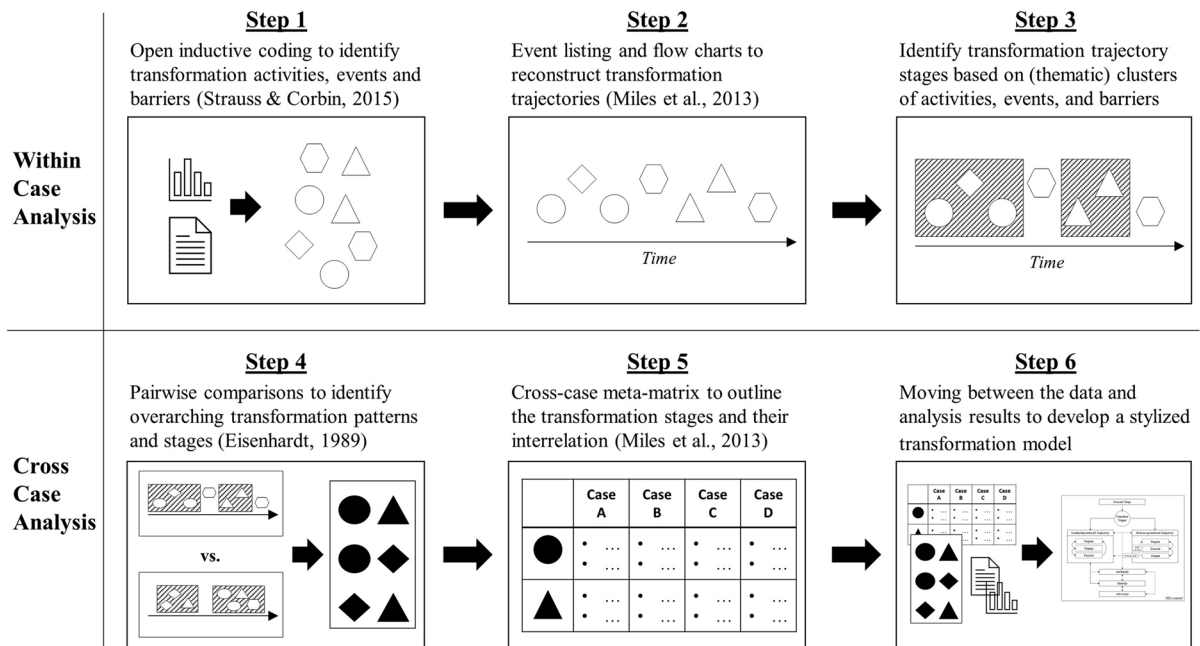 Step 1
Open inductive coding to identify
transformation activities, events and
barriers (Strauss & Corbin, 2015)
Step 2
Event listing and flow charts to
reconstruct transformation
trajectories (Miles et al., 2013)
Time
Step 3
Identify transformation trajectory
stages based on (thematic) clusters
of activities, events, and barriers
Time
Within
Case
Analysis
Step 4
Pairwise comparisons to identify
overarching transformation patterns
and stages (Eisenhardt, 1989)
vs.
Step 5
Cross-case meta-matrix to outline
the transformation stages and their
interrelation (Miles et al., 2013)
Case A Case B Case C Case D
• ... • ... • ... • ...
• ... • ... • ... • ...
• ... • ... • ... • ...
• ... • ... • ... • ...
Step 6
Moving between the data and
analysis results to develop a stylized
transformation model
Case A Case B Case C Case D
Cross
Case
Analysis